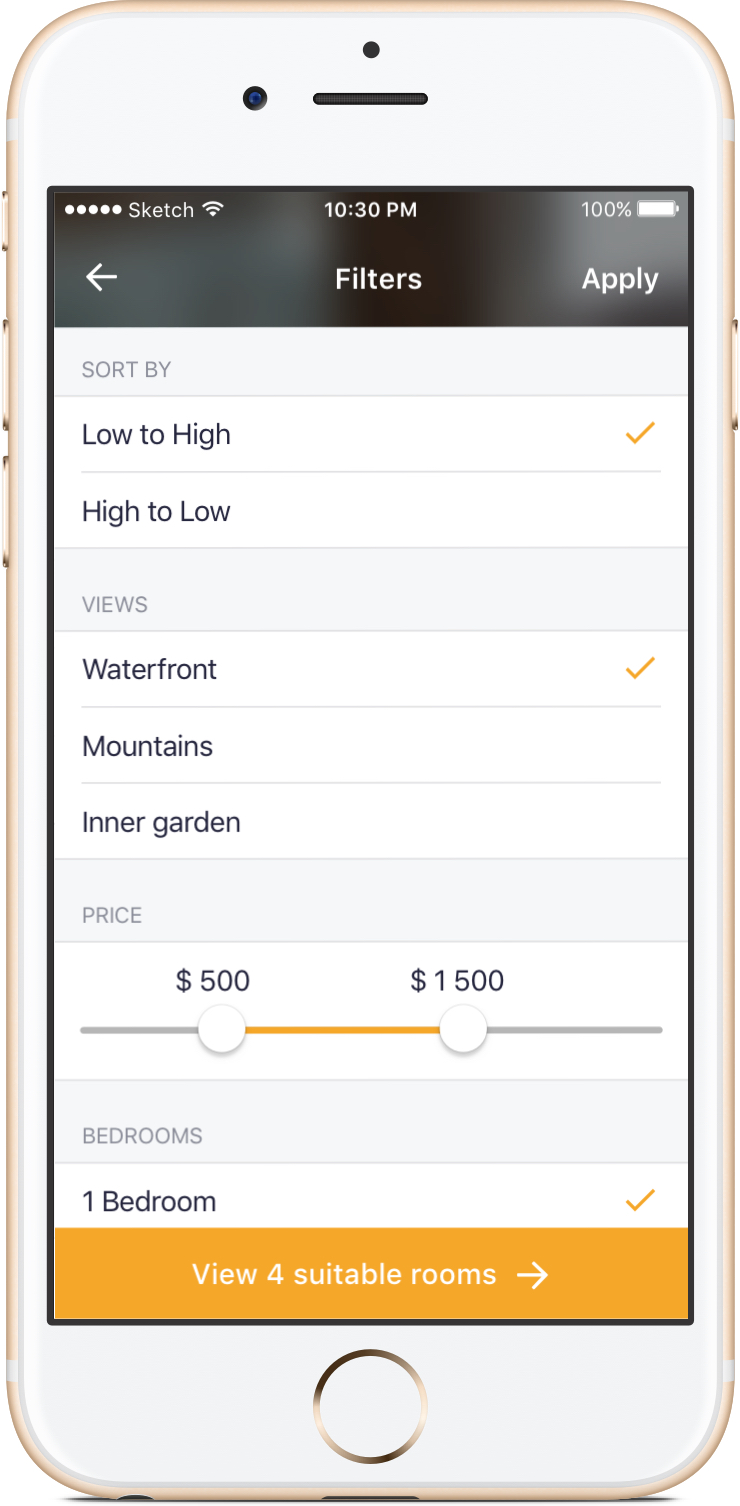 Sketch 10:30 PM 100%
Filters Apply
SORT BY
Low to High
High to Low
VIEWS
Waterfront
Mountains
Inner garden
PRICE
$ 500 $ 1 500
BEDROOMS
1 Bedroom
View 4 suitable rooms